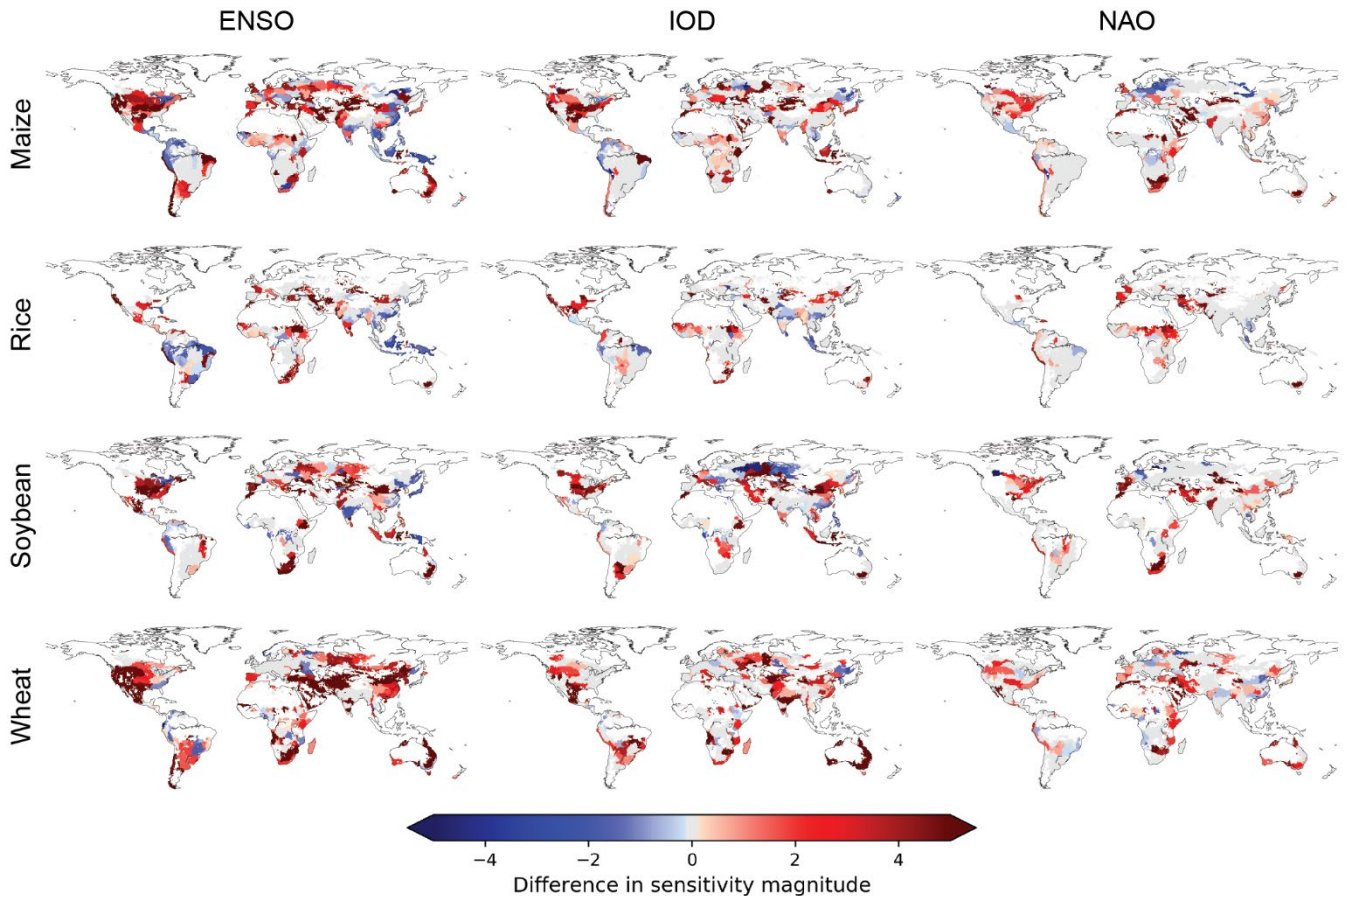 ENSO IOD NAO
Maize
Rice
Soybean
Wheat
−4 −2 0 2 4
Difference in sensitivity magnitude